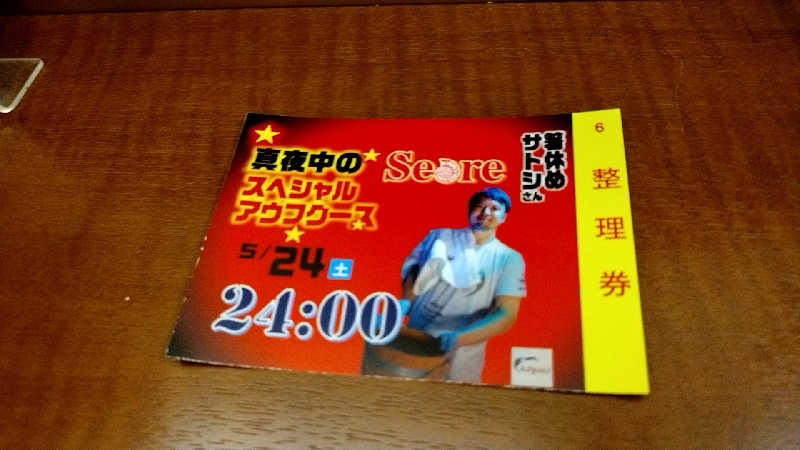 真夜中の
スペシャル
アウフグース
5/24 土
24:00
箸休め
サトシさん
6
整理券